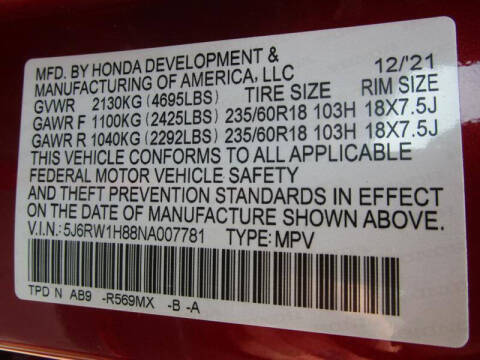 MFD. BY HONDA DEVELOPMENT &
MANUFACTURING OF AMERICA, LLC 12/'21
GVWR 2130KG (4695LBS) TIRE SIZE RIM SIZE
GAWR F 1100KG (2425LBS) 235/60R18 103H 18X7.5J
GAWR R 1040KG (2292LBS) 235/60R18 103H 18X7.5J
THIS VEHICLE CONFORMS TO ALL APPLICABLE
FEDERAL MOTOR VEHICLE SAFETY
AND THEFT PREVENTION STANDARDS IN EFFECT
ON THE DATE OF MANUFACTURE SHOWN ABOVE.
V.I.N.: 5J6RW1H88NA007781 TYPE: MPV
TPD N AB9 -R569MX -B -A